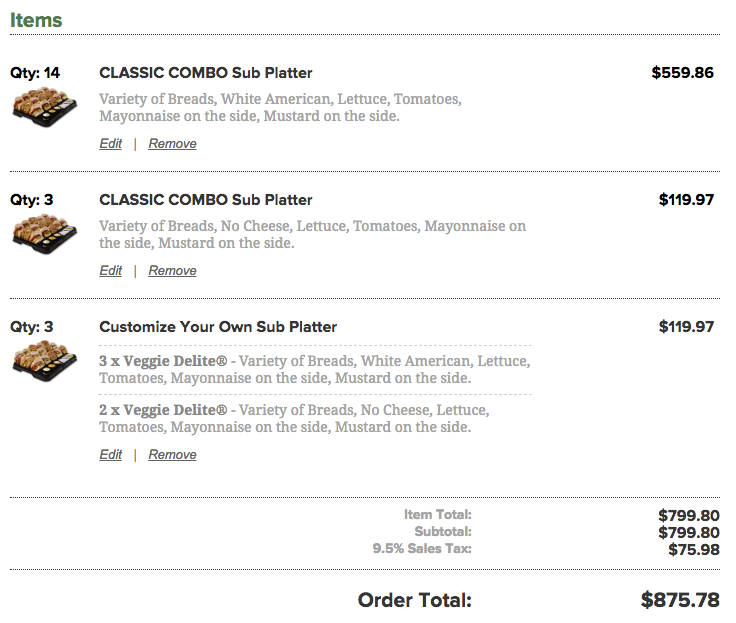 Items
Qty: 14 CLASSIC COMBO Sub Platter $559.86
Variety of Breads, White American, Lettuce, Tomatoes,
Mayonnaise on the side, Mustard on the side.
Edit | Remove
Qty: 3 CLASSIC COMBO Sub Platter $119.97
Variety of Breads, No Cheese, Lettuce, Tomatoes, Mayonnaise on
the side, Mustard on the side.
Edit | Remove
Qty: 3 Customize Your Own Sub Platter $119.97
3 x Veggie Delite® - Variety of Breads, White American, Lettuce,
Tomatoes, Mayonnaise on the side, Mustard on the side.
2 x Veggie Delite® - Variety of Breads, No Cheese, Lettuce,
Tomatoes, Mayonnaise on the side, Mustard on the side.
Edit | Remove
Item Total: $799.80
Subtotal: $799.80
9.5% Sales Tax: $75.98
Order Total: $875.78